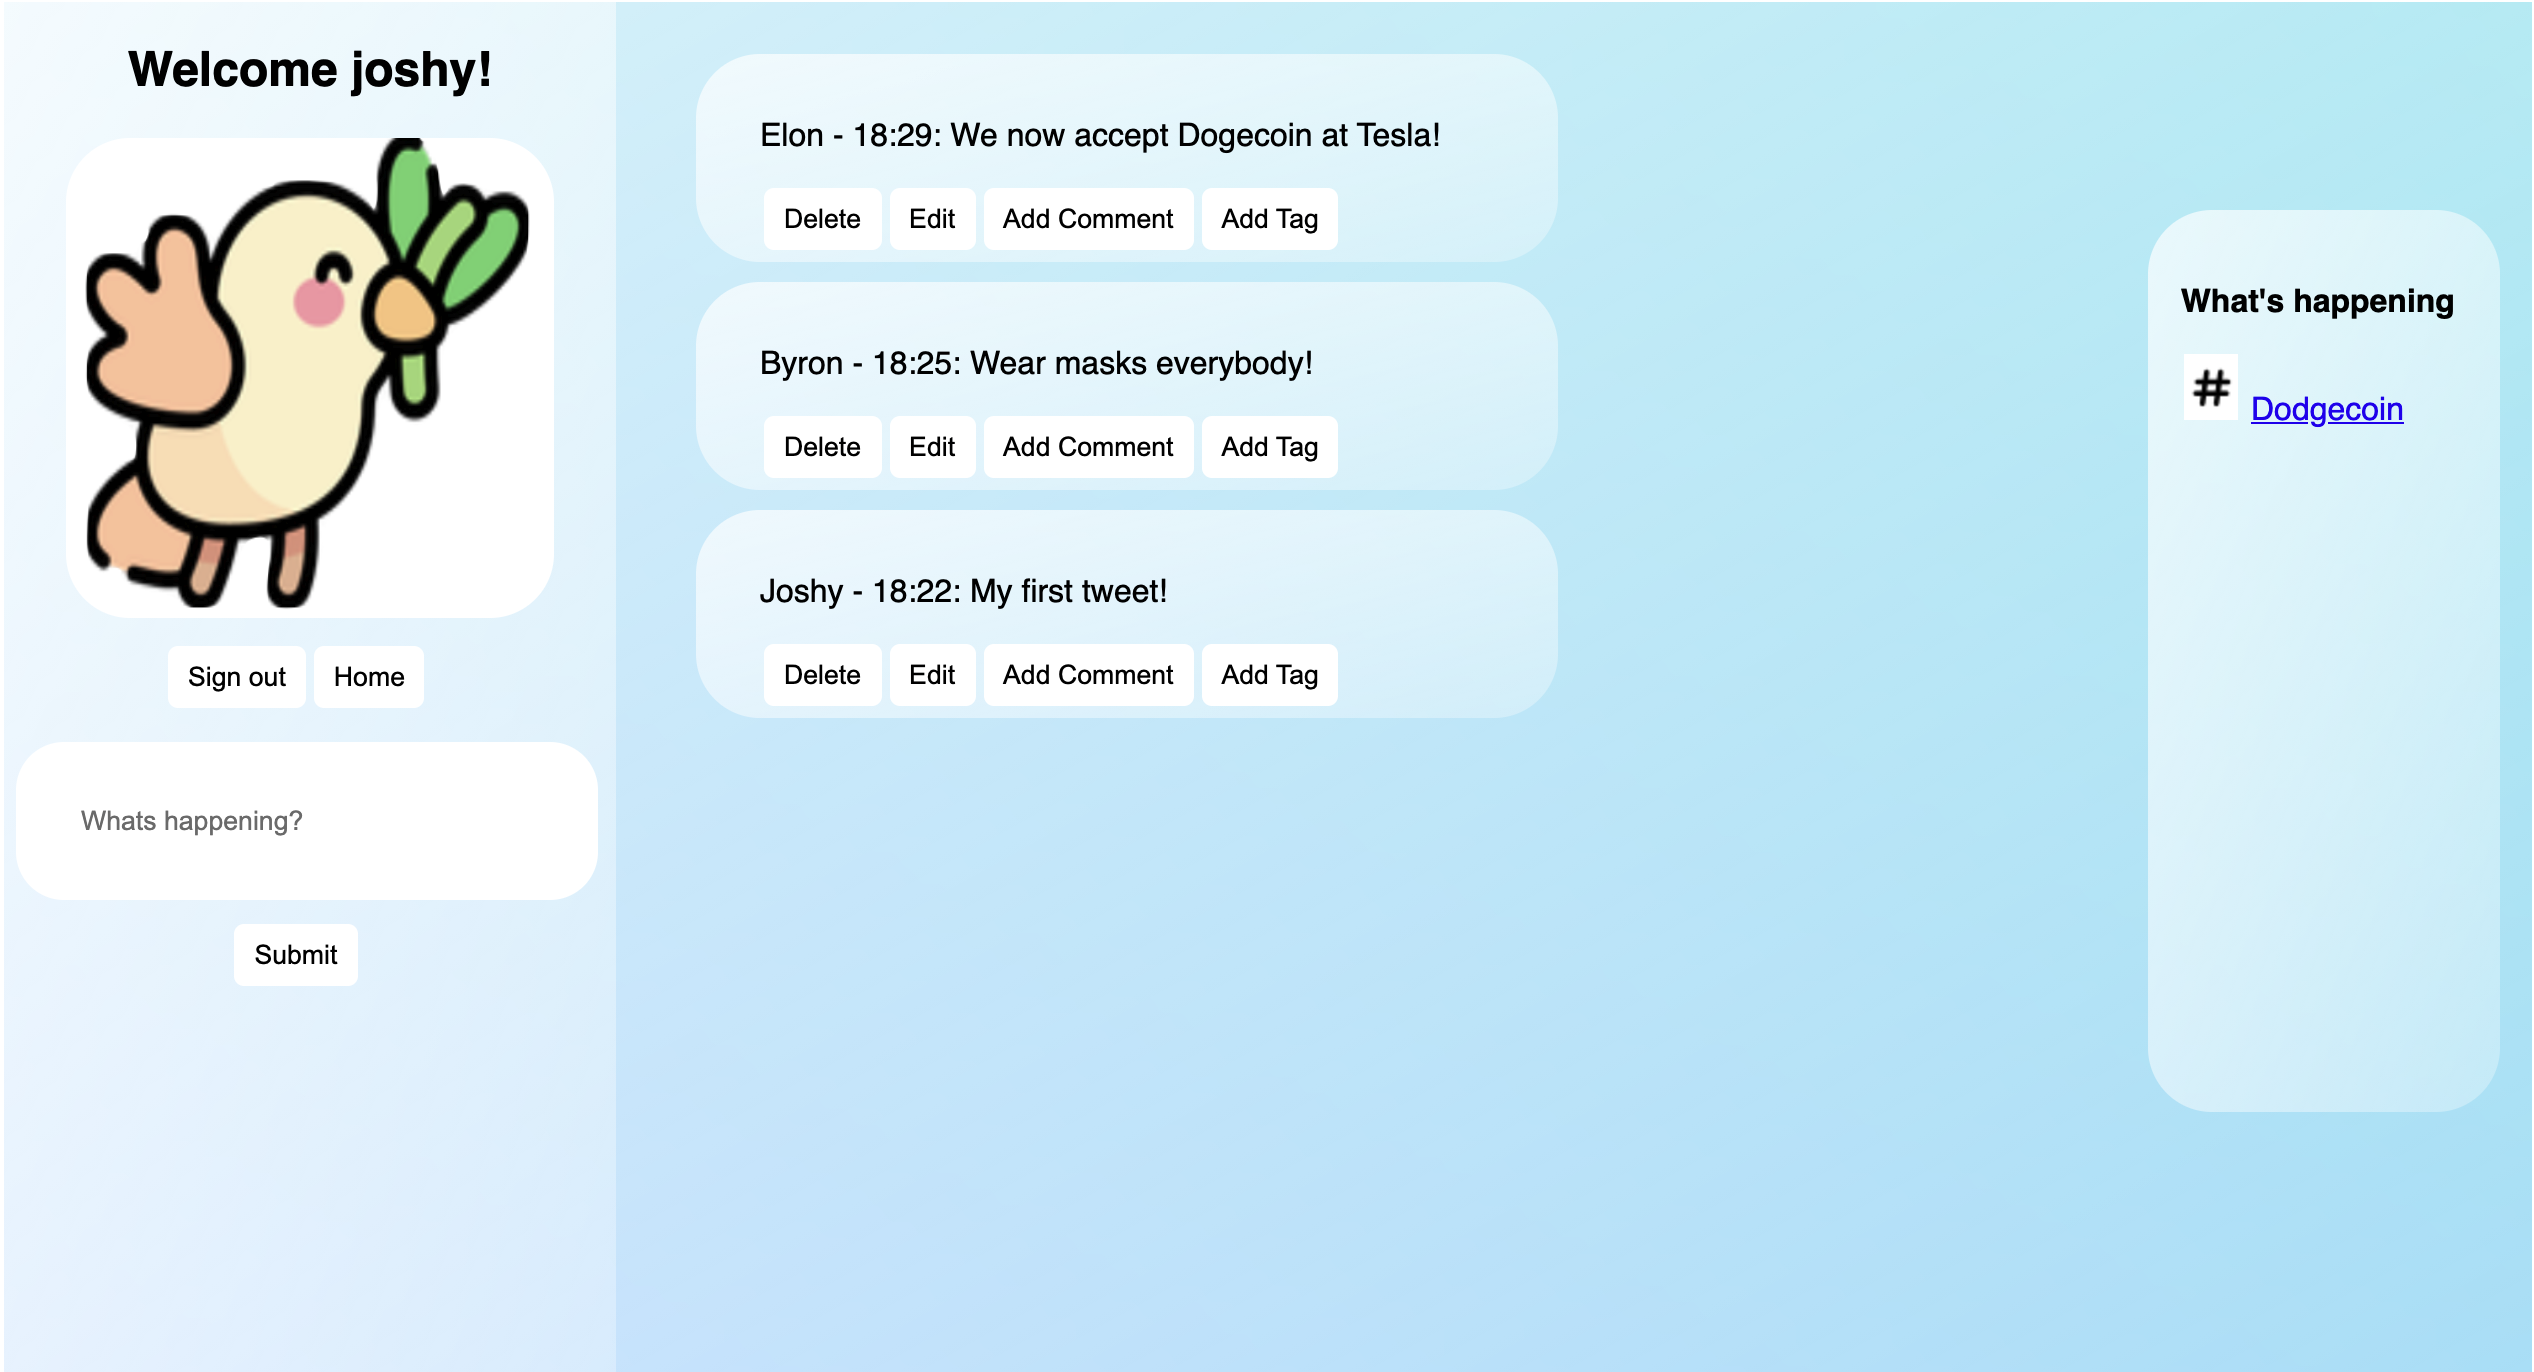 Welcome joshy!
Sign out
Home
Whats happening?
Submit
Elon - 18:29: We now accept Dogecoin at Tesla!
Delete Edit Add Comment Add Tag
Byron - 18:25: Wear masks everybody!
Delete Edit Add Comment Add Tag
Joshy - 18:22: My first tweet!
Delete Edit Add Comment Add Tag
What's happening
# Dodgecoin